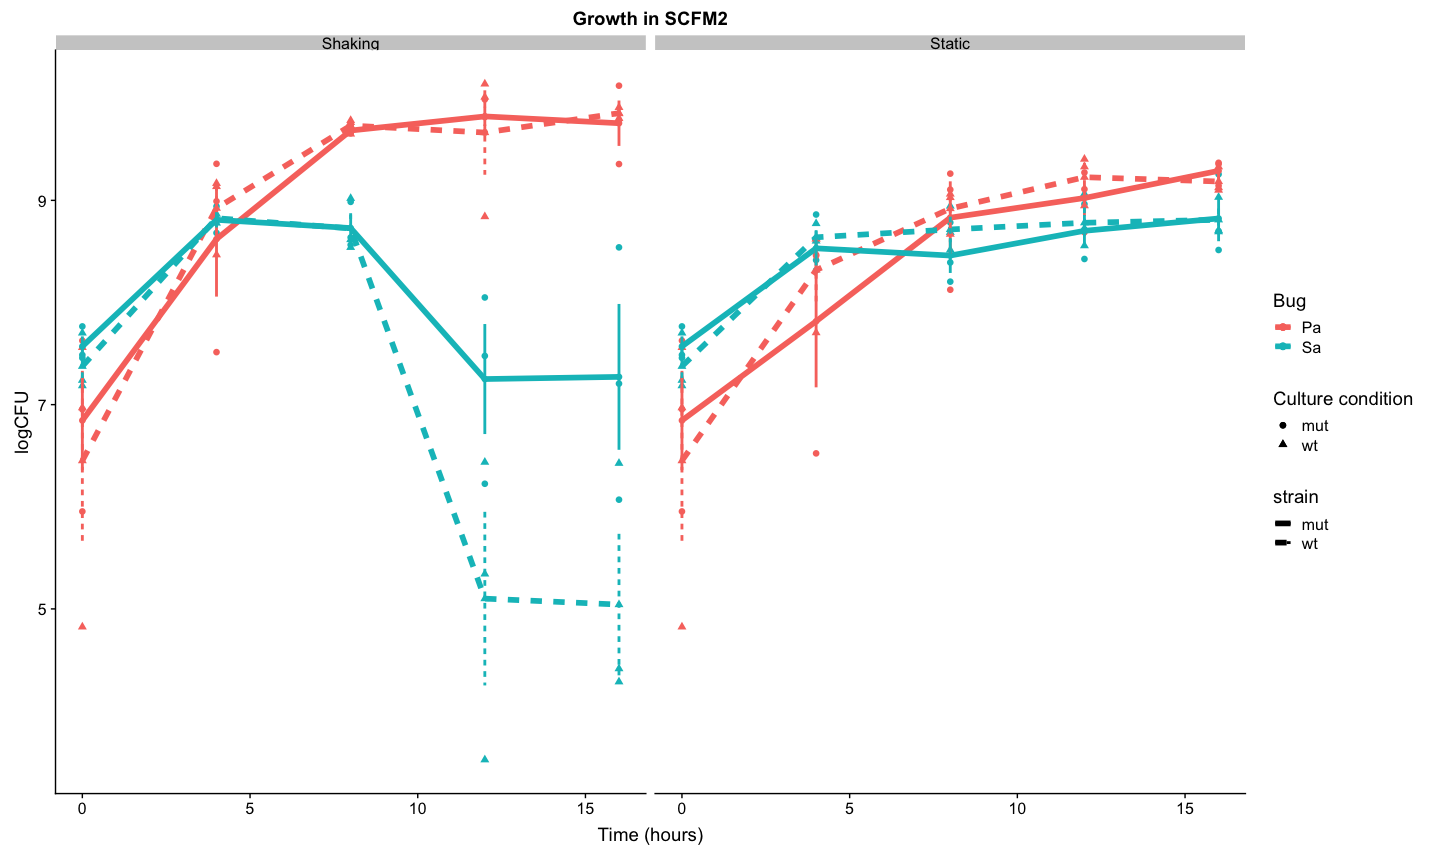 Growth in SCFM2
Shaking
Static
logCFU
9
7
5
0
5
10
15
0
5
10
15
Time (hours)
Bug
Pa
Sa
Culture condition
mut
wt
strain
mut
wt